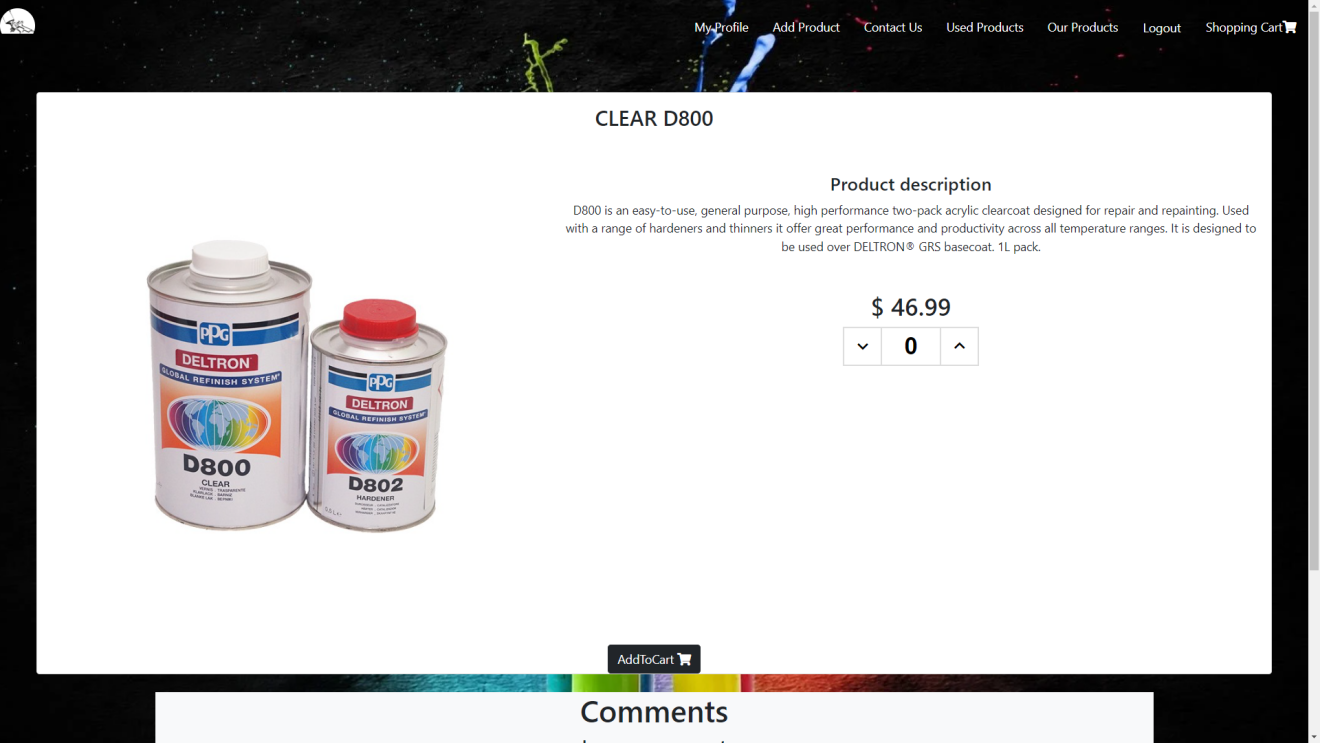 My Profile
Add Product
Contact Us
Used Products
Our Products
Logout
Shopping Cart
CLEAR D800
Product description
D800 is an easy-to-use, general purpose, high performance two-pack acrylic clearcoat designed for repair and repainting. Used
with a range of hardeners and thinners it offer great performance and productivity across all temperature ranges. It is designed to
be used over DELTRON® GRS basecoat. 1L pack.
$ 46.99
0
PPG
DELTRON
GLOBAL REFINISH SYSTEM
D800
CLEAR
PPG
DELTRON
GLOBAL REFINISH SYSTEM
D802
HARDENER
AddToCart
Comments